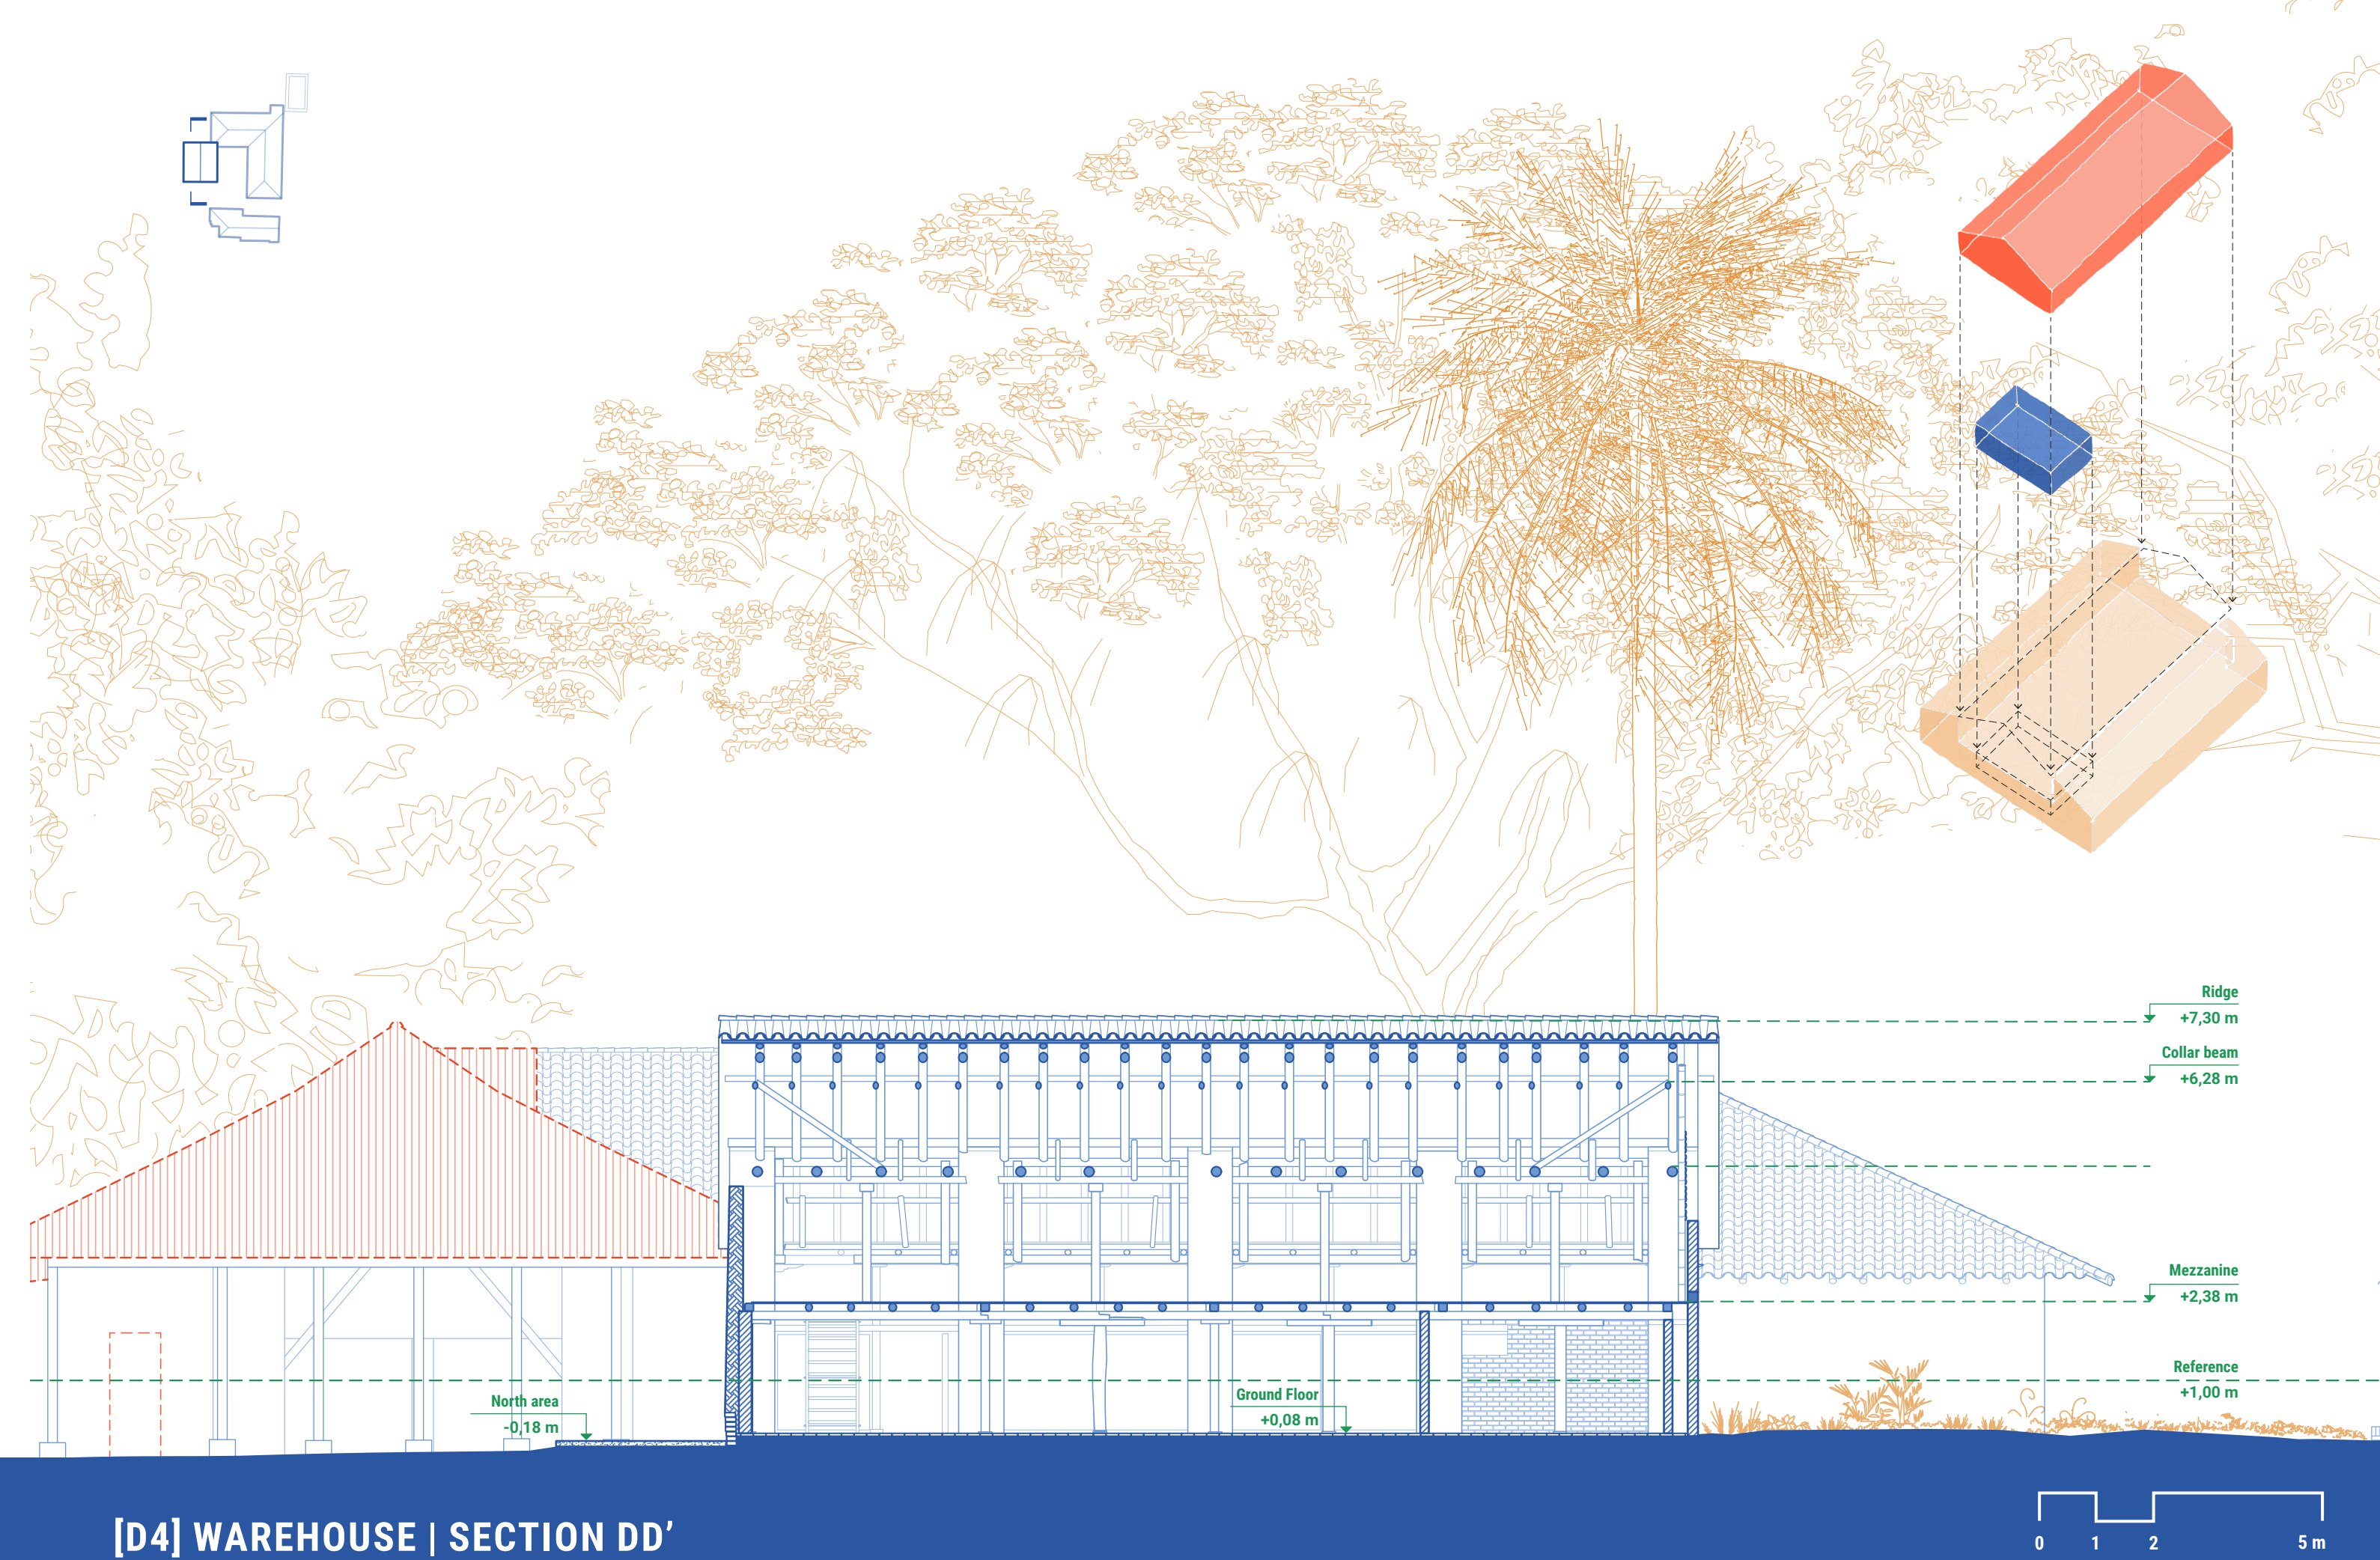 Ridge
+7,30 m
Collar beam
+6,28 m
Mezzanine
+2,38 m
Reference
+1,00 m
North area
-0,18 m
Ground Floor
+0,08 m
[D4] WAREHOUSE | SECTION DD’
0 1 2 5 m